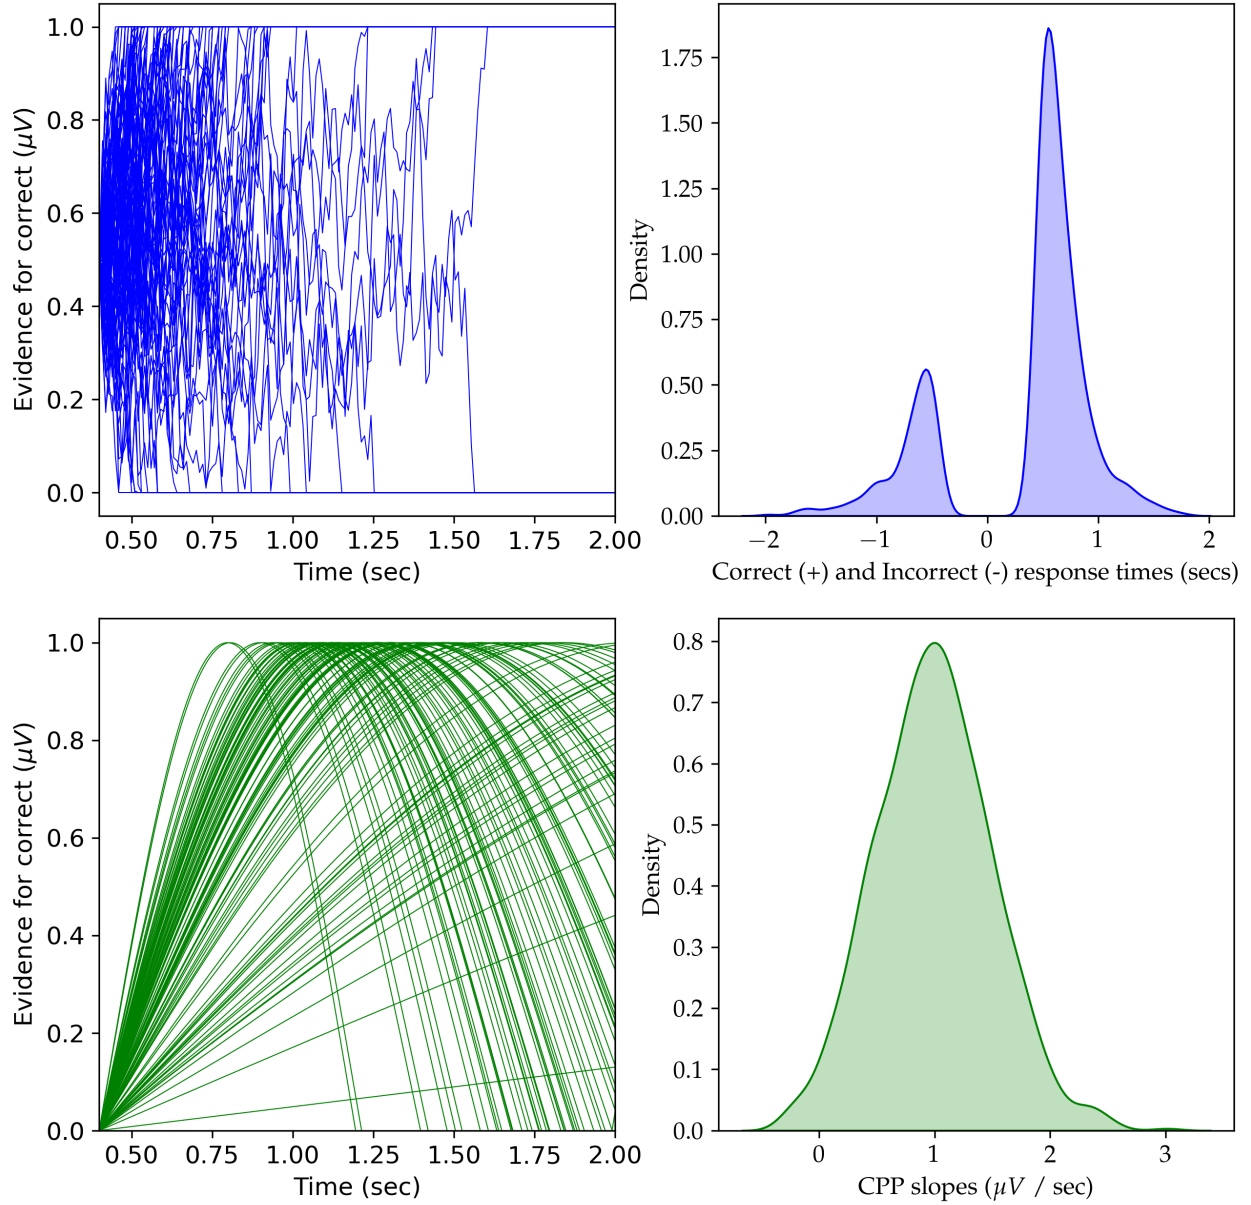 1.0
0.8
0.6
0.4
0.2
0.0
Evidence for correct (μV)
0.50 0.75 1.00 1.25 1.50 1.75 2.00
Time (sec)
1.75
1.50
1.25
1.00
0.75
0.50
0.25
0.00
Density
−2 −1 0 1 2
Correct (+) and Incorrect (-) response times (secs)
1.0
0.8
0.6
0.4
0.2
0.0
Evidence for correct (μV)
0.50 0.75 1.00 1.25 1.50 1.75 2.00
Time (sec)
0.8
0.7
0.6
0.5
0.4
0.3
0.2
0.1
0.0
Density
0 1 2 3
CPP slopes (μV / sec)